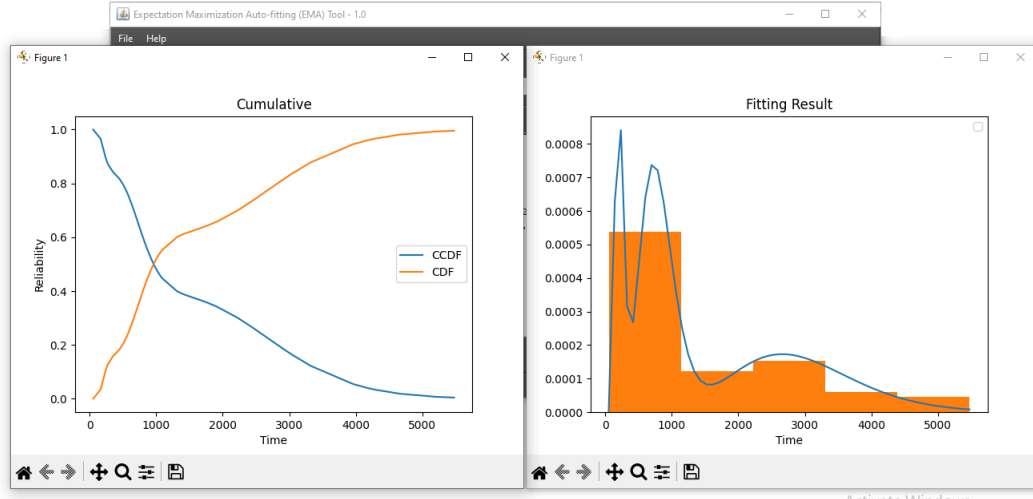 Expectation Maximization Auto-fitting (EMA) Tool - 1.0
File Help
Figure 1
Cumulative
1.0
0.8
0.6
0.4
0.2
0.0
Reliability
CCDF
CDF
0 1000 2000 3000 4000 5000
Time
Figure 1
Fitting Result
0.0008
0.0007
0.0006
0.0005
0.0004
0.0003
0.0002
0.0001
0.0000
0 1000 2000 3000 4000 5000
Time
Activate Windows